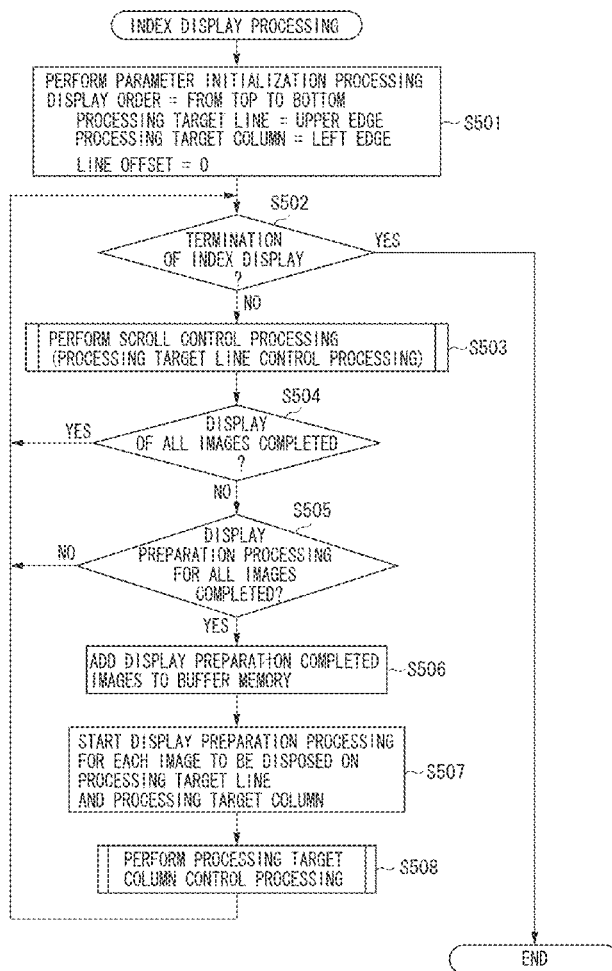 INDEX DISPLAY PROCESSING
PERFORM PARAMETER INITIALIZATION PROCESSING
DISPLAY ORDER = FROM TOP TO BOTTOM
PROCESSING TARGET LINE = UPPER EDGE
PROCESSING TARGET COLUMN = LEFT EDGE
LINE OFFSET = 0
S501
S502
TERMINATION
OF INDEX DISPLAY
?
YES
NO
PERFORM SCROLL CONTROL PROCESSING
(PROCESSING TARGET LINE CONTROL PROCESSING)
S503
S504
DISPLAY
OF ALL IMAGES COMPLETED
?
YES
NO
S505
DISPLAY
PREPARATION PROCESSING
FOR ALL IMAGES
COMPLETED?
NO
YES
ADD DISPLAY PREPARATION COMPLETED
IMAGES TO BUFFER MEMORY
S506
START DISPLAY PREPARATION PROCESSING
FOR EACH IMAGE TO BE DISPOSED ON
PROCESSING TARGET LINE
AND PROCESSING TARGET COLUMN
S507
PERFORM PROCESSING TARGET
COLUMN CONTROL PROCESSING
S508
END